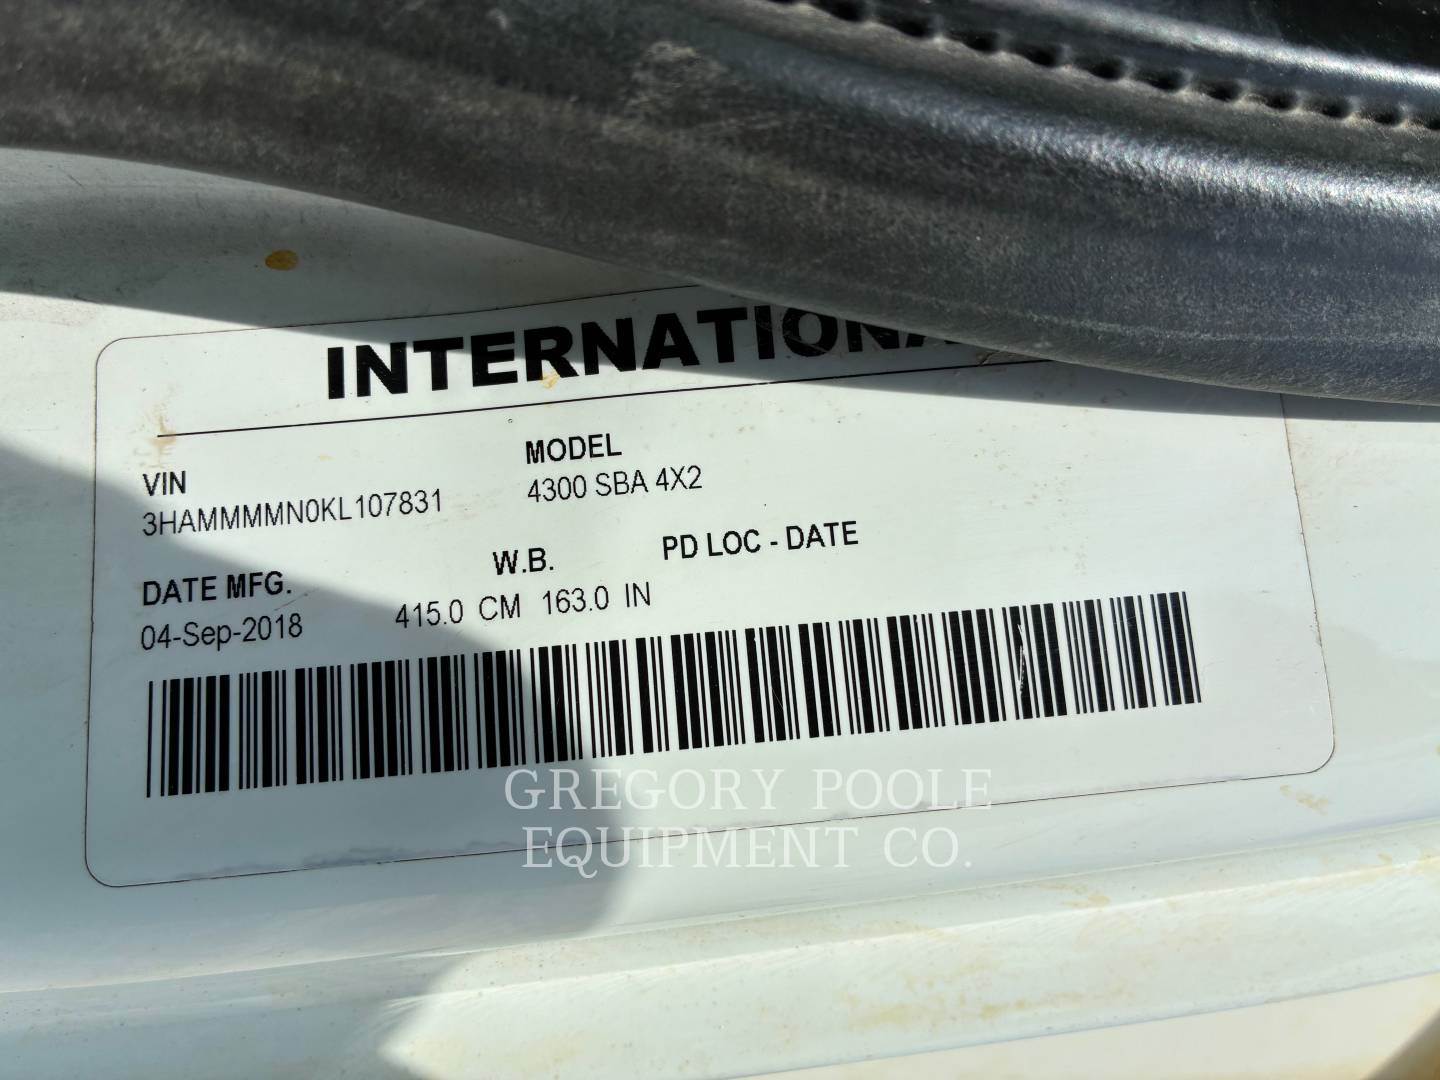 INTERNATIONA
MODEL
VIN
4300 SBA 4X2
3HAMMMMN0KL107831
W.B. PD LOC - DATE
DATE MFG.
04-Sep-2018 415.0 CM 163.0 IN
GREGORY POOLE
EQUIPMENT CO.